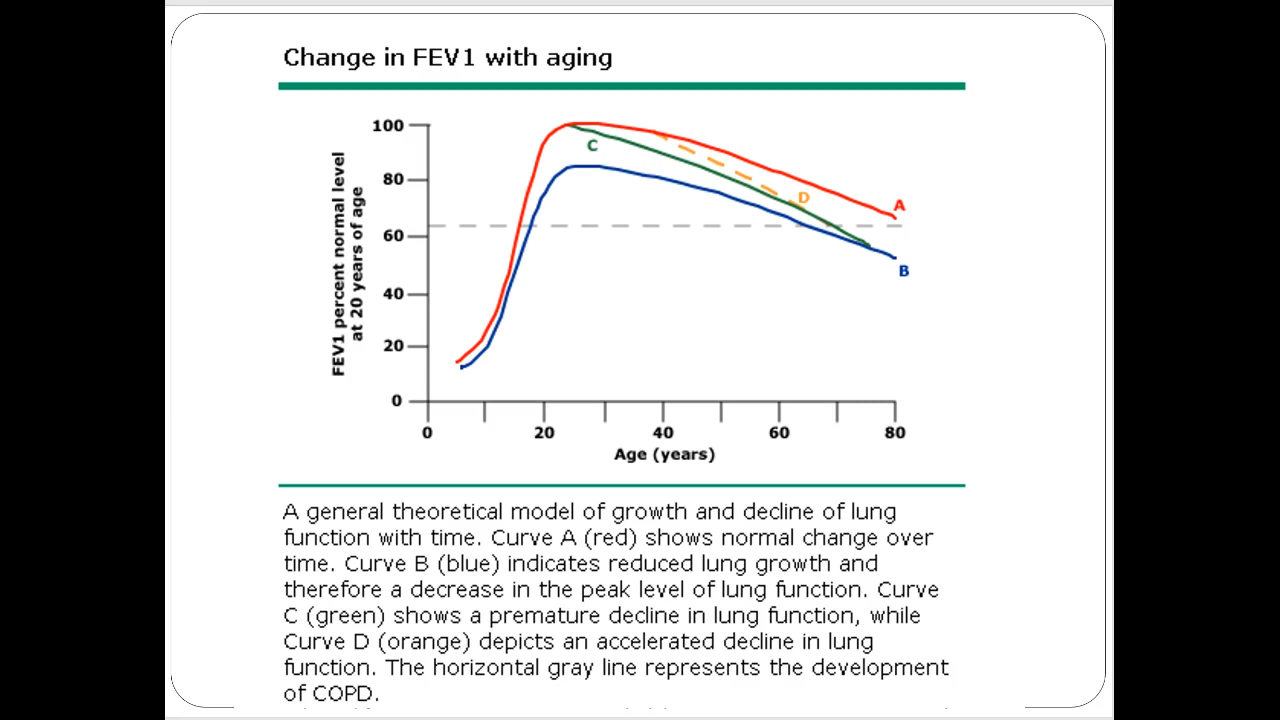 Change in FEV1 with aging
FEV1 percent normal level
at 20 years of age
100
80
60
40
20
0
C
D
A
B
0
20
40
60
80
Age (years)
A general theoretical model of growth and decline of lung
function with time. Curve A (red) shows normal change over
time. Curve B (blue) indicates reduced lung growth and
therefore a decrease in the peak level of lung function. Curve
C (green) shows a premature decline in lung function, while
Curve D (orange) depicts an accelerated decline in lung
function. The horizontal gray line represents the development
of COPD.